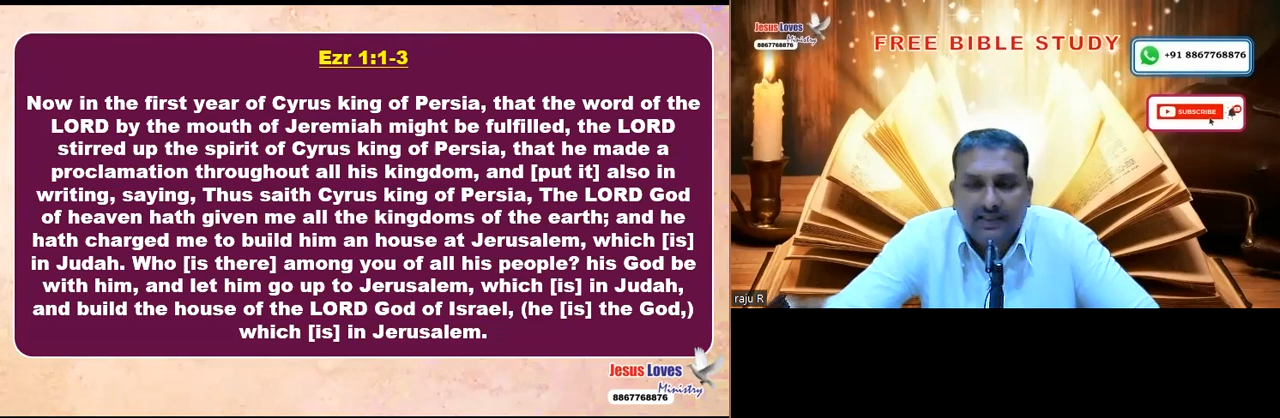 Ezr 1:1-3
Now in the first year of Cyrus king of Persia, that the word of the
LORD by the mouth of Jeremiah might be fulfilled, the LORD
stirred up the spirit of Cyrus king of Persia, that he made a
proclamation throughout all his kingdom, and [put it] also in
writing, saying, Thus saith Cyrus king of Persia, The LORD God
of heaven hath given me all the kingdoms of the earth; and he
hath charged me to build him an house at Jerusalem, which [is]
in Judah. Who [is there] among you of all his people? his God be
with him, and let him go up to Jerusalem, which [is] in Judah,
and build the house of the LORD God of Israel, (he [is] the God,)
which [is] in Jerusalem.
Jesus Loves
Ministry
8867768876
Jesus Loves
Ministry
8867768876
FREE BIBLE STUDY
+91 8867768876
SUBSCRIBE
raju R